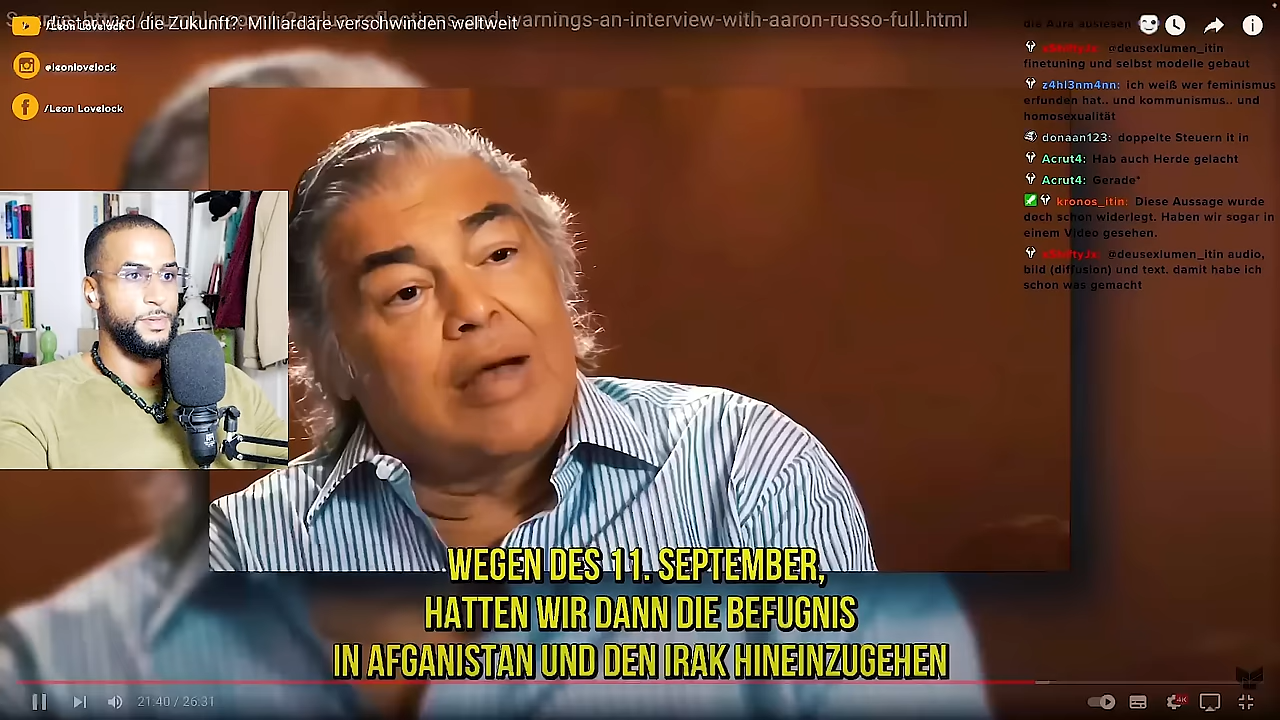 Dustan wird die Zukunft?: Milliardäre verschwinden weltweit
-warnings-an-interview-with-aaron-russo-full.html
/Leon Lovelock
@leonlovelock
/Leon Lovelock
die Aura auslesen
@deusexlumen_itin
finetuning und selbst modelle gebaut
z4hl3nm4nn: ich weiß wer feminismus
erfunden hat.. und kommunismus.. und
homosexualität
donaan123: doppelte Steuern it in
Acrut4: Hab auch Herde gelacht
Acrut4: Gerade*
kronos_itin: Diese Aussage wurde
doch schon widerlegt. Haben wir sogar in
einem Video gesehen.
@deusexlumen_itin audio,
bild (diffusion) und text. damit habe ich
schon was gemacht
WEGEN DES 11. SEPTEMBER,
HATTEN WIR DANN DIE BEFUGNIS
IN AFGANISTAN UND DEN IRAK HINEINZUGEHEN
21:40 / 26:31
4K